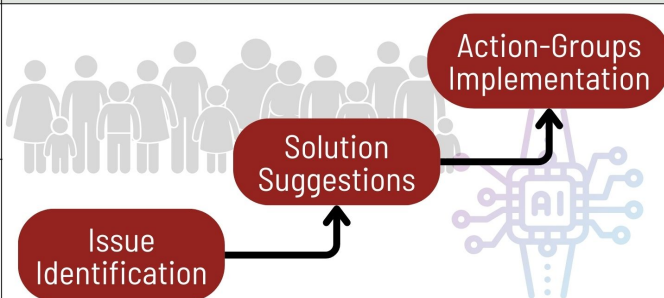 Action-Groups
Implementation
Solution
Suggestions
AI
Issue
Identification